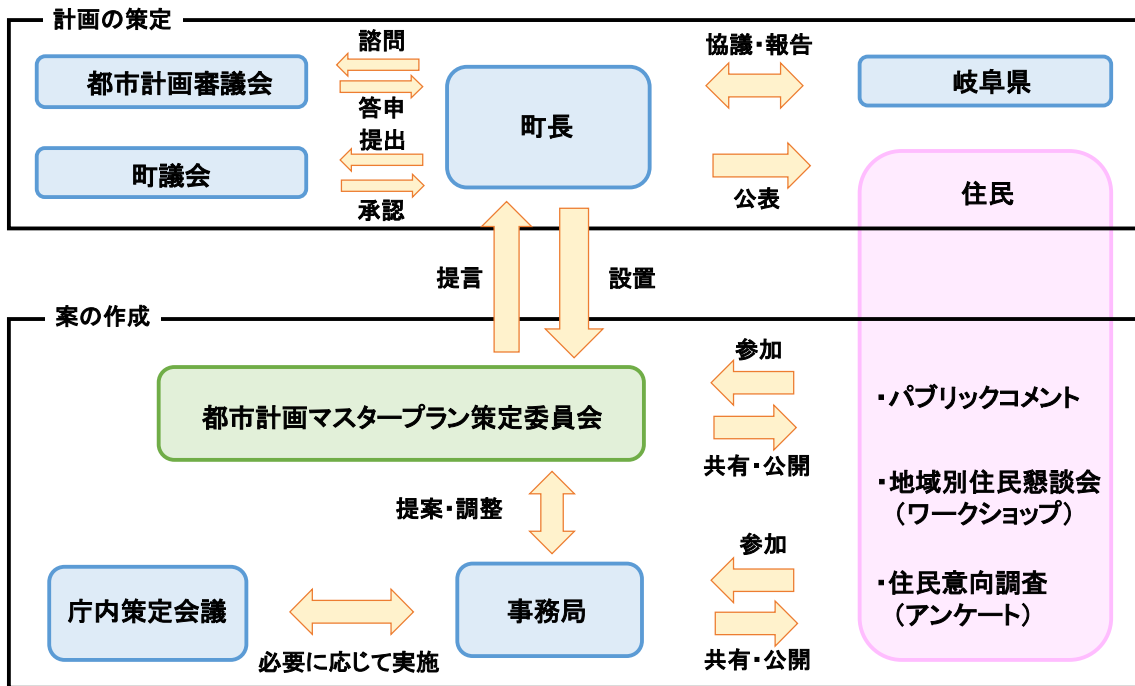 計画の策定
諮問
協議・報告
都市計画審議会
町長
岐阜県
答申
提出
町議会
承認
公表
住民
提言
設置
案の作成
参加
都市計画マスタープラン策定委員会
共有・公開
・パブリックコメント
・地域別住民懇談会
（ワークショップ）
提案・調整
参加
・住民意向調査
（アンケート）
庁内策定会議
事務局
必要に応じて実施
共有・公開